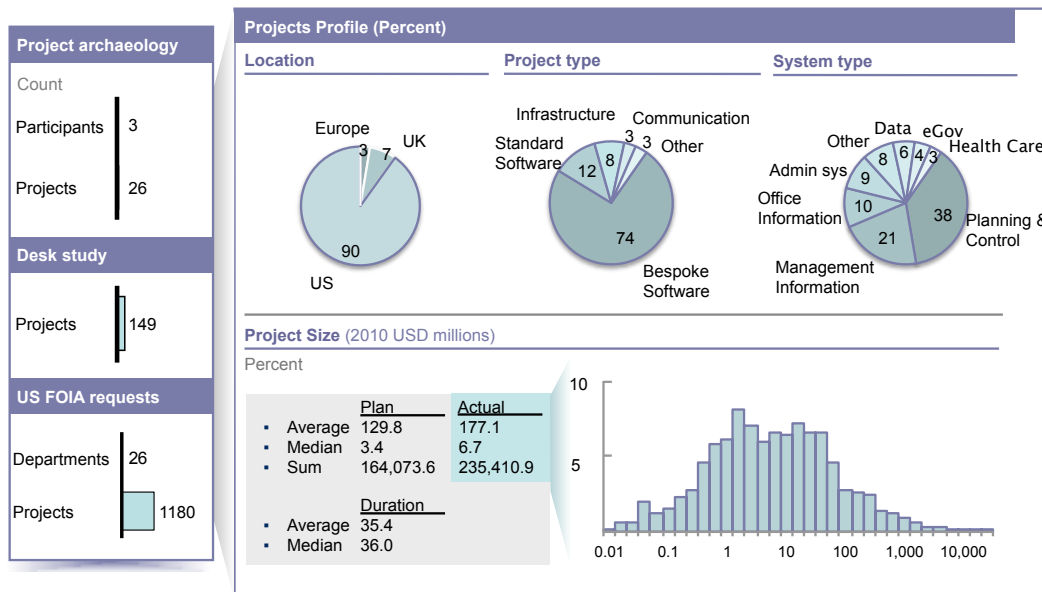 Project archaeology
Count
Participants 3
Projects 26
Desk study
Projects 149
US FOIA requests
Departments 26
Projects 1180
Projects Profile (Percent)
Location
Europe
3
7
UK
90
US
Project type
Infrastructure
Communication
Standard
Software
3
3
Other
12
8
74
Bespoke
Software
System type
Data
eGov
Other
Health Care
8
6
4
3
Admin sys
9
Office
Information
10
38
Planning &
Control
21
Management
Information
Project Size (2010 USD millions)
Percent
Plan Actual
▪ Average 129.8 177.1
▪ Median 3.4 6.7
▪ Sum 164,073.6 235,410.9
Duration
▪ Average 35.4
▪ Median 36.0
10
5
0.01 0.1 1 10 100 1,000 10,000